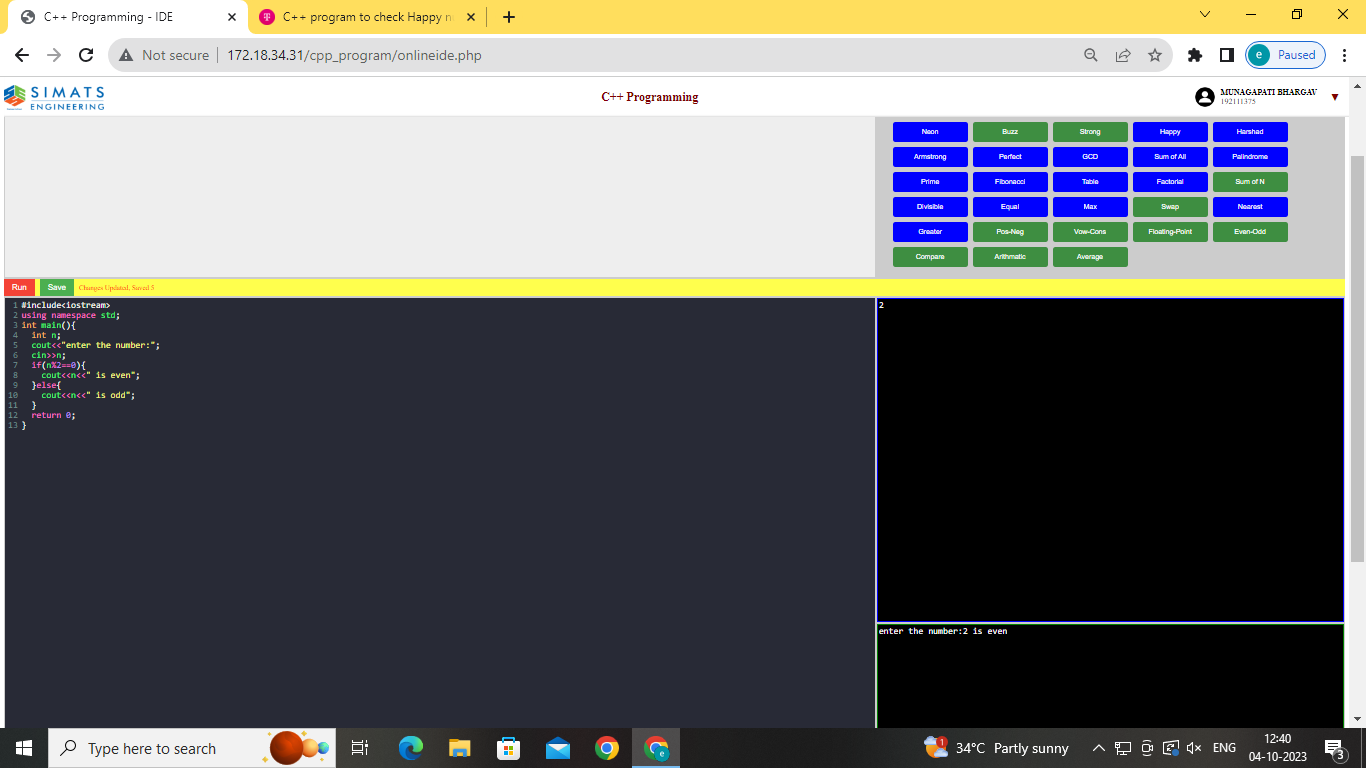 C++ Programming - IDE
C++ program to check Happy n
Not secure
172.18.34.31/cpp_program/onlineide.php
e Paused
SIMATS
ENGINEERING
C++ Programming
MUNAGAPATI BHARGAV
192111375
Neon Buzz Strong Happy Harshad
Armstrong Perfect GCD Sum of All Palindrome
Prime Fibonacci Table Factorial Sum of N
Divisible Equal Max Swap Nearest
Greater Pos-Neg Vow-Cons Floating-Point Even-Odd
Compare Arithmatic Average
Run Save Changes Updated, Saved 5
1 #include<iostream>
2 using namespace std;
3 int main(){
4 int n;
5 cout<<"enter the number:";
6 cin>>n;
7 if(n%2==0){
8 cout<<n<<" is even";
9 }else{
10 cout<<n<<" is odd";
11 }
12 return 0;
13 }
2
enter the number:2 is even
Type here to search
e
1
34°C Partly sunny
ENG
12:40
04-10-2023
3